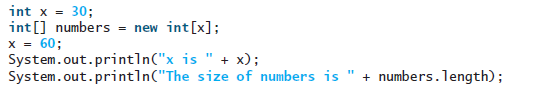 int x = 30;
int[] numbers = new int[x];
x = 60;
System.out.println("x is " + x);
System.out.println("The size of numbers is " + numbers.length);